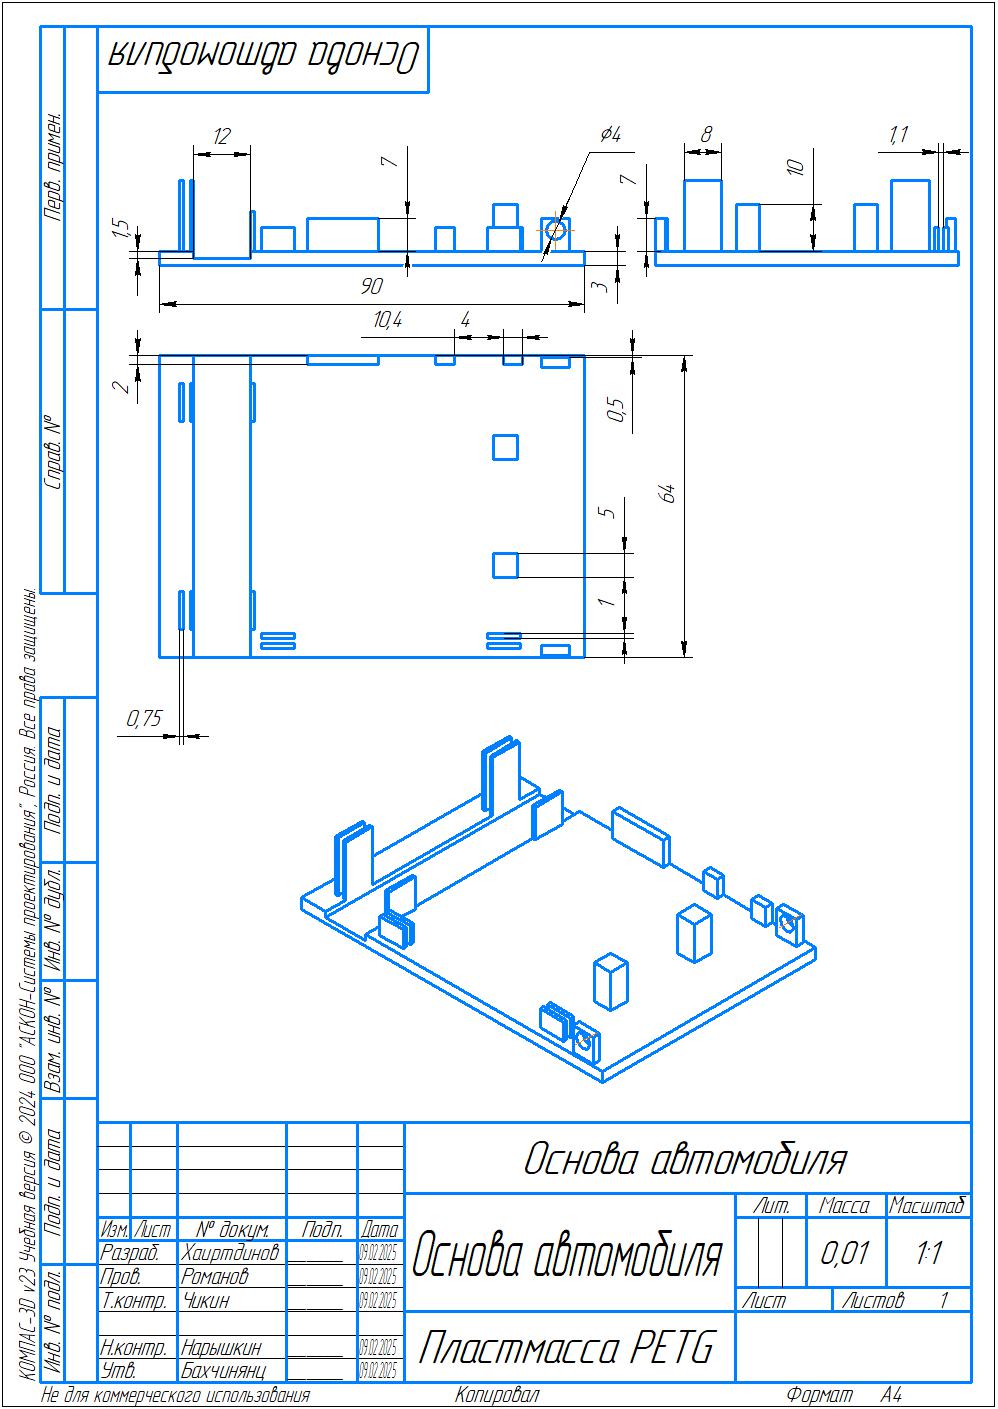 Основа автомобиля
Перв. примен.
Справ. №
Подп. и дата
Инв. № дубл.
Взам. инв. №
Подп. и дата
Инв. № подл.
КОМПАС-3D v23 Учебная версия © 2024 ООО "АСКОН-Системы проектирования", Россия. Все права защищены.
12
7
⌀4
1,5
90
3
7
8
10
1,1
10,4
4
2
0,5
64
5
1
0,75
Основа автомобиля
Изм. Лист № докум. Подп. Дата
Разраб. Хаиртдинов 09.02.2025
Пров. Романов 09.02.2025
Т.контр. Чикин 09.02.2025
Н.контр. Нарышкин 09.02.2025
Утв. Бахчинянц 09.02.2025
Основа автомобиля
Лит. Масса Масштаб
0,01 1:1
Лист Листов 1
Пластмасса PETG
Не для коммерческого использования Копировал Формат А4